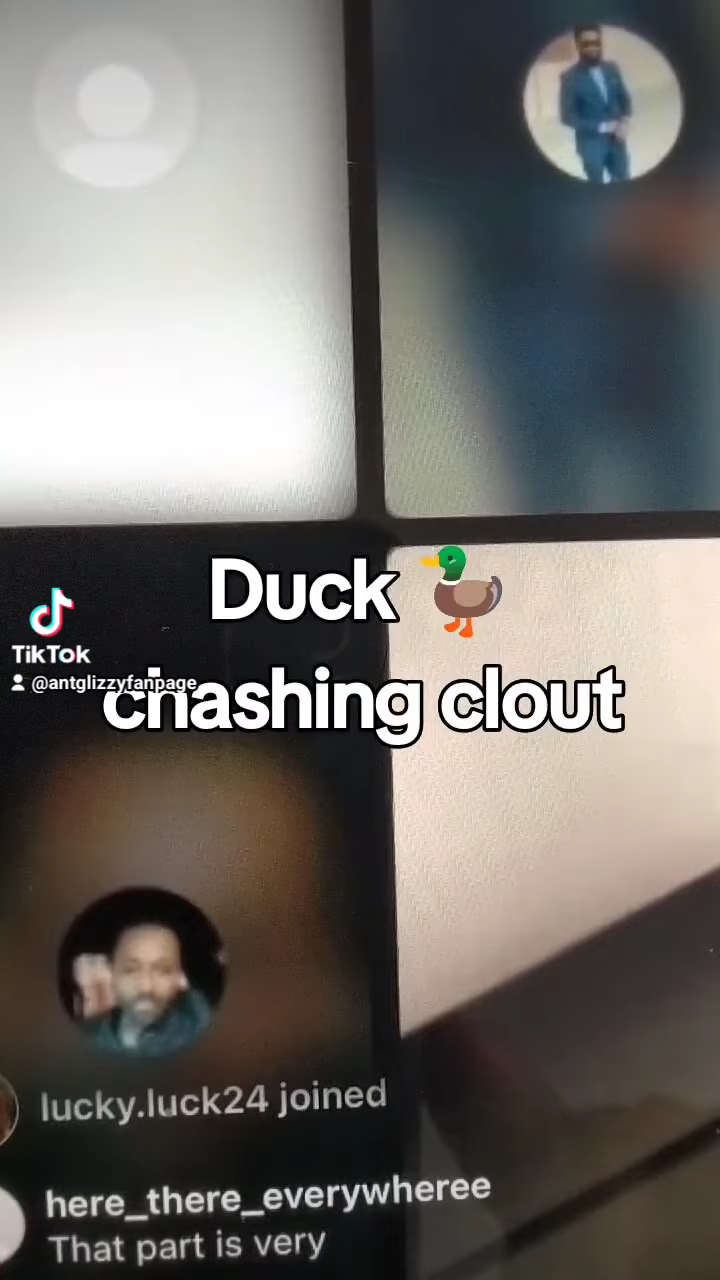 Duck 🦆
chashing clout
TikTok
@antglizzyfanpage
lucky.luck24 joined
here_there_everywheree
That part is very